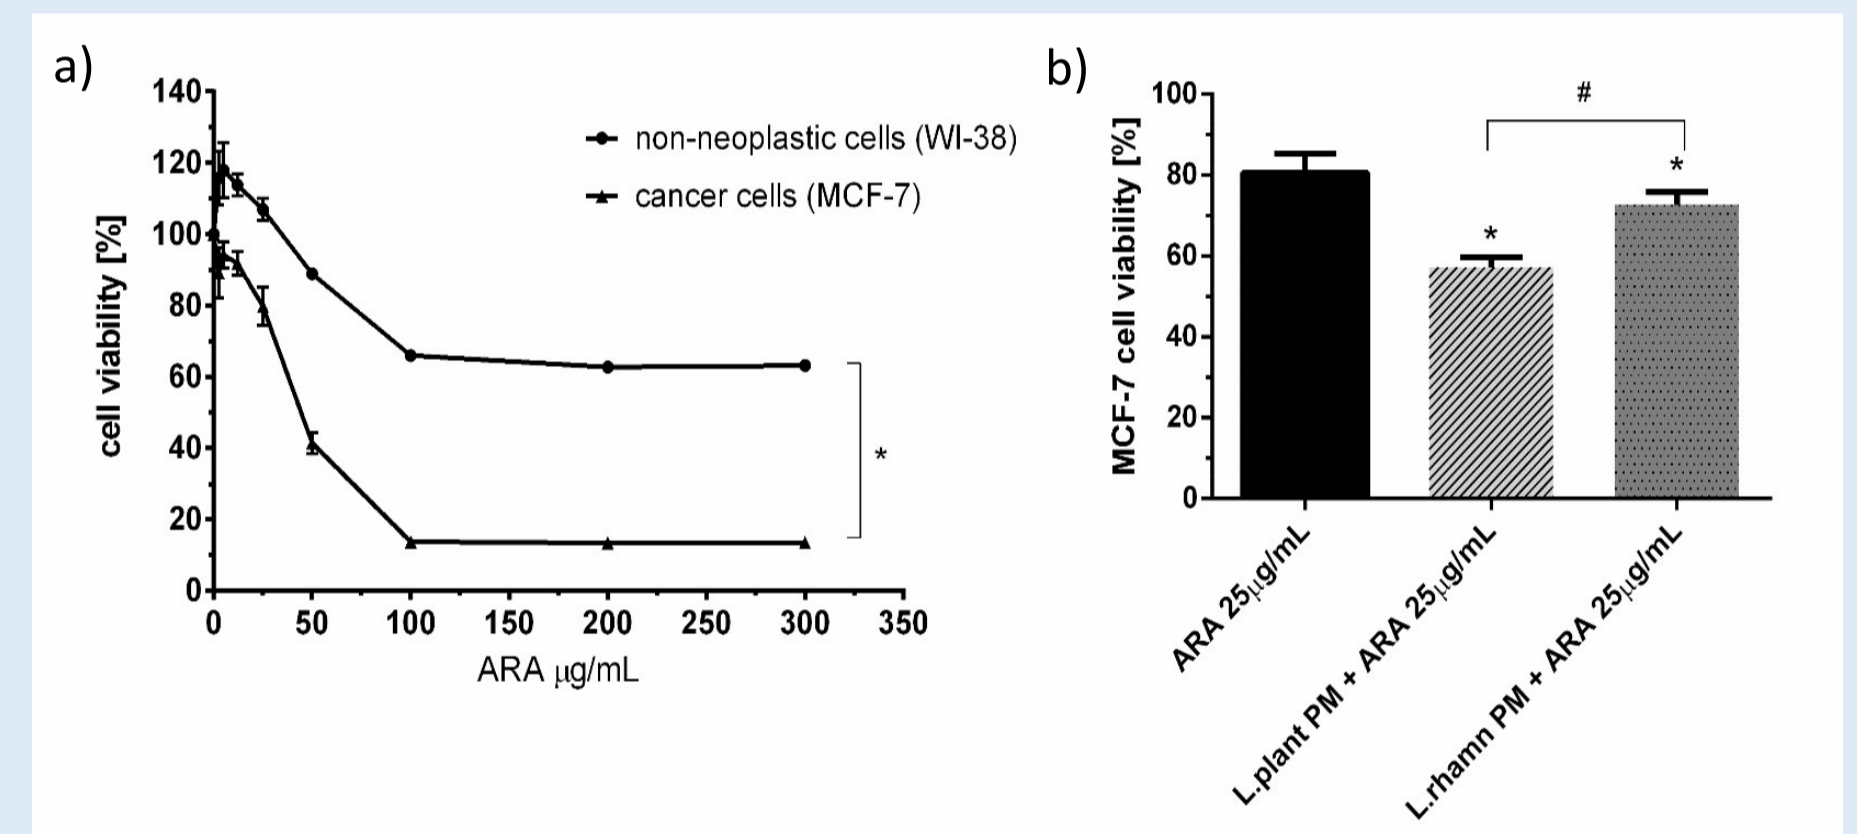 a)
140
120
100
80
60
40
20
0
cell viability [%]
non-neoplastic cells (WI-38)
cancer cells (MCF-7)
*
0 50 100 150 200 250 300 350
ARA μg/mL
b)
100
80
60
40
20
0
MCF-7 cell viability [%]
#
*
*
ARA 25μg/mL
L.plant PM + ARA 25μg/mL
L.rhamn PM + ARA 25μg/mL